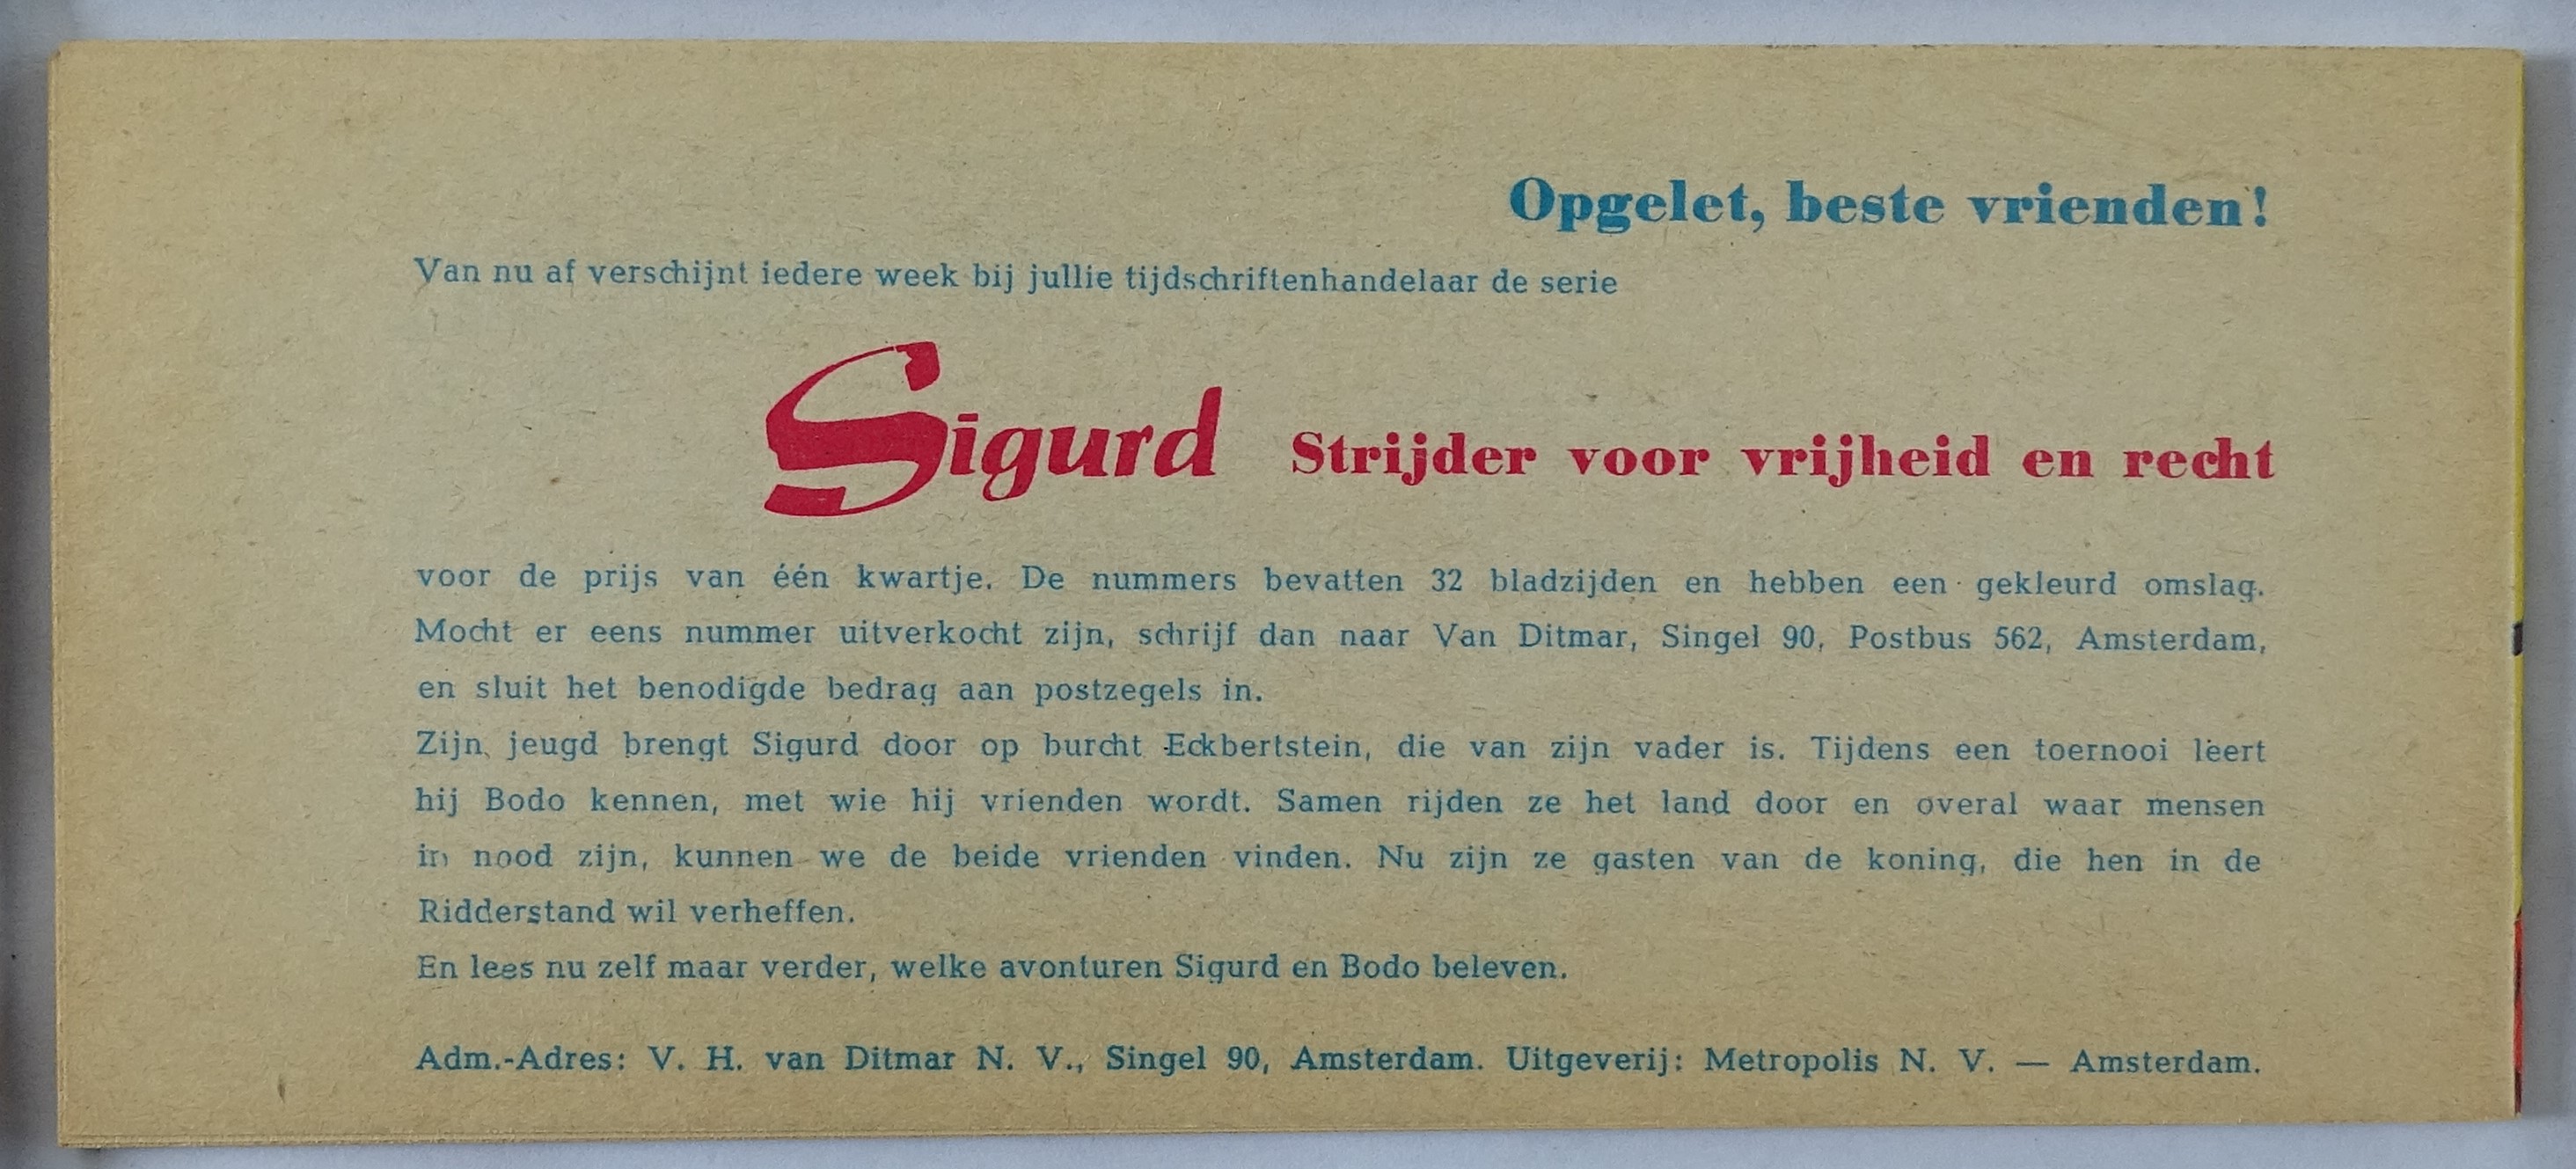 Opgelet, beste vrienden!
Van nu af verschijnt iedere week bij jullie tijdschriftenhandelaar de serie
Sigurd Strijder voor vrijheid en recht
voor de prijs van één kwartje. De nummers bevatten 32 bladzijden en hebben een gekleurd omslag.
Mocht er eens nummer uitverkocht zijn, schrijf dan naar Van Ditmar, Singel 90, Postbus 562, Amsterdam,
en sluit het benodigde bedrag aan postzegels in.
Zijn jeugd brengt Sigurd door op burcht Eckbertstein, die van zijn vader is. Tijdens een toernooi leert
hij Bodo kennen, met wie hij vrienden wordt. Samen rijden ze het land door en overal waar mensen
in nood zijn, kunnen we de beide vrienden vinden. Nu zijn ze gasten van de koning, die hen in de
Ridderstand wil verheffen.
En lees nu zelf maar verder, welke avonturen Sigurd en Bodo beleven.
Adm.-Adres: V. H. van Ditmar N. V., Singel 90, Amsterdam. Uitgeverij: Metropolis N. V. — Amsterdam.